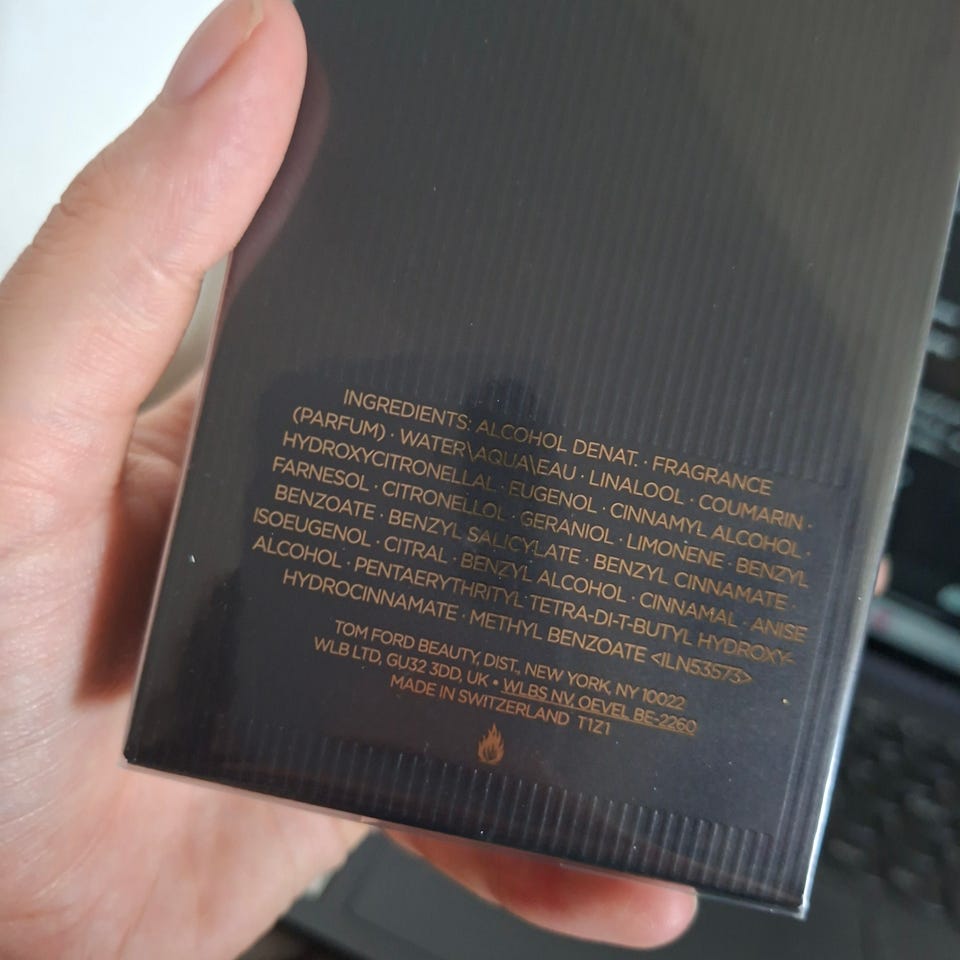 INGREDIENTS: ALCOHOL DENAT. · FRAGRANCE
(PARFUM) · WATER\AQUA\EAU · LINALOOL · COUMARIN ·
HYDROXYCITRONELLAL · EUGENOL · CINNAMYL ALCOHOL ·
FARNESOL · CITRONELLOL · GERANIOL · LIMONENE · BENZYL
BENZOATE · BENZYL SALICYLATE · BENZYL CINNAMATE ·
ISOEUGENOL · CITRAL · BENZYL ALCOHOL · CINNAMAL · ANISE
ALCOHOL · PENTAERYTHRITYL TETRA-DI-T-BUTYL HYDROXY-
HYDROCINNAMATE · METHYL BENZOATE <ILN53573>
TOM FORD BEAUTY, DIST., NEW YORK, NY 10022
WLB LTD, GU32 3DD, UK • WLBS NV, OEVEL BE-2260
MADE IN SWITZERLAND T1Z1